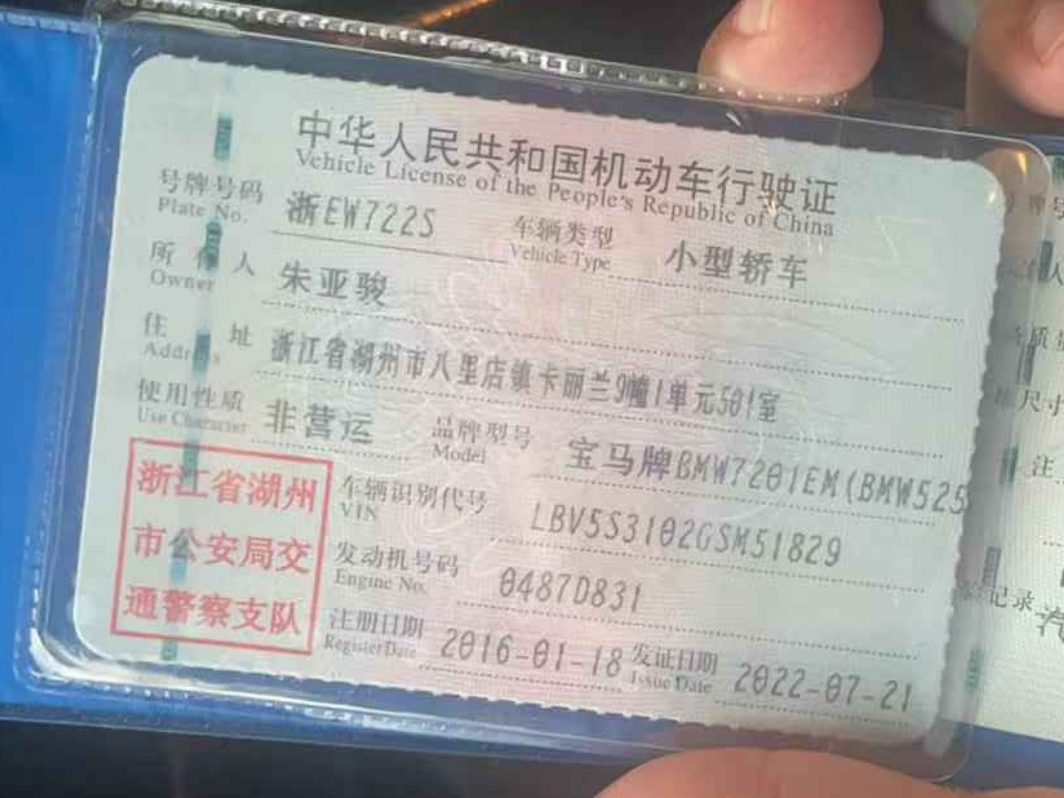 中华人民共和国机动车行驶证
Vehicle License of the People's Republic of China
号牌号码 浙EW722S 车辆类型 小型轿车
Plate No. Vehicle Type
所有人 朱亚骏
Owner
住址 浙江省湖州市八里店镇卡丽兰9幢1单元501室
Address
使用性质 非营运 品牌型号 宝马牌BMW7201EM(BMW525
Use Character Model
浙江省湖州
市公安局交
通警察支队
车辆识别代号 LBV5S3102GSM51829
VIN
发动机号码 0487D831
Engine No.
注册日期 2016-01-18 发证日期 2022-07-21
Register Date Issue Date
记录